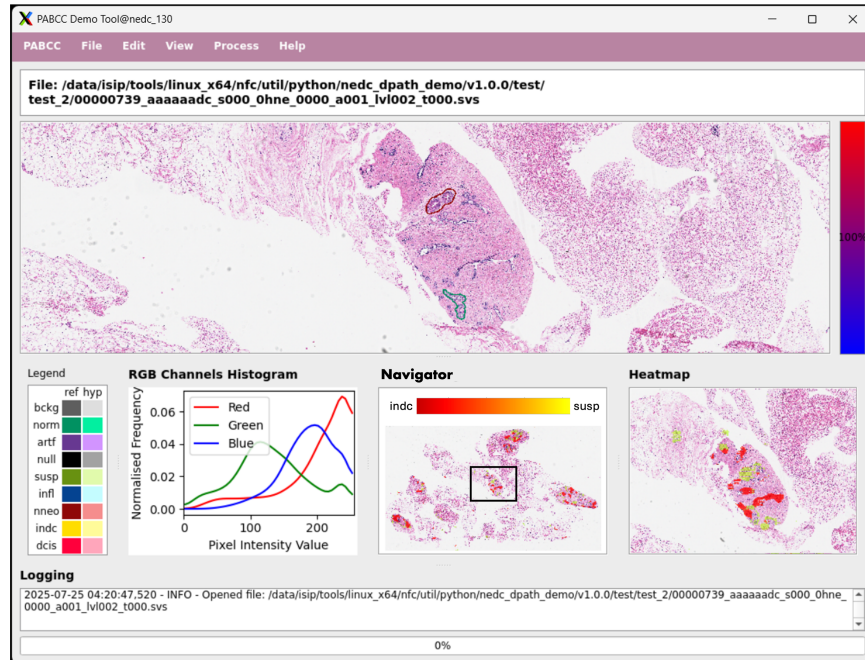 PABCC Demo Tool@nedc_130
PABCC File Edit View Process Help
File: /data/isip/tools/linux_x64/nfc/util/python/nedc_dpath_demo/v1.0.0/test/
test_2/00000739_aaaaaadc_s000_0hne_0000_a001_lvl002_t000.svs
100%
Legend
ref hyp
bckg
norm
artf
null
susp
infl
nneo
indc
dcis
RGB Channels Histogram
Normalised Frequency
0.06
0.04
0.02
0.00
Red
Green
Blue
0 100 200
Pixel Intensity Value
Navigator
indc susp
Heatmap
Logging
2025-07-25 04:20:47,520 - INFO - Opened file: /data/isip/tools/linux_x64/nfc/util/python/nedc_dpath_demo/v1.0.0/test/test_2/00000739_aaaaaadc_s000_0hne_
0000_a001_lvl002_t000.svs
0%